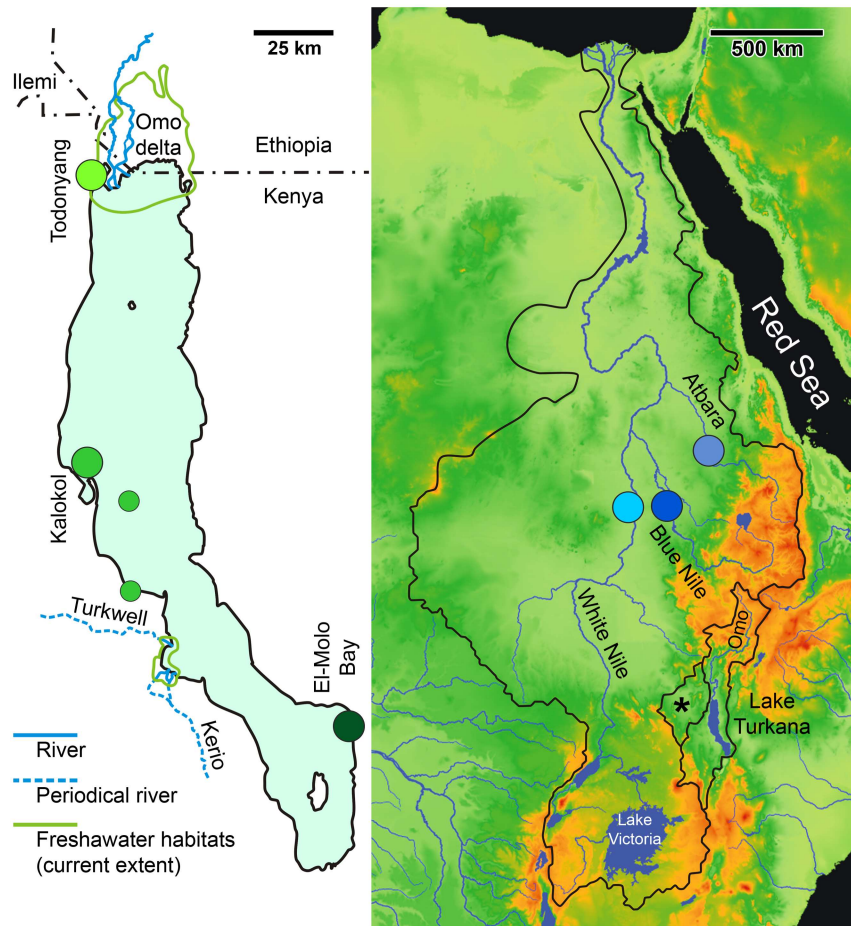 25 km
Ilemi
Omo
delta
Ethiopia
Kenya
Todonyang
Kalokol
Turkwell
El-Molo
Bay
Kerio
River
Periodical river
Freshawater habitats
(current extent)
500 km
Red Sea
Atbara
Blue Nile
White Nile
Omo
*
Lake
Turkana
Lake
Victoria